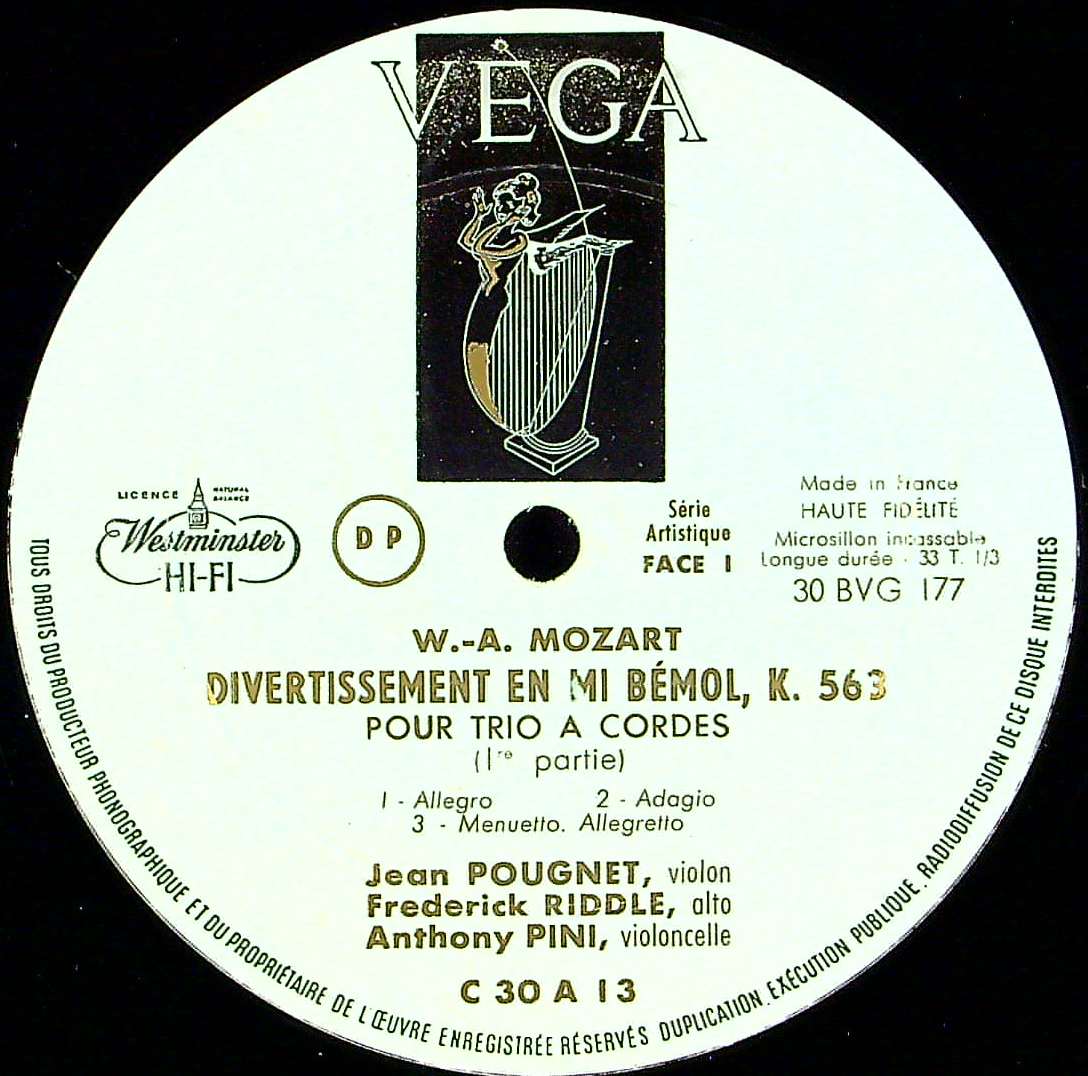 VÉGA
LICENCE
NATURAL
BALANCE
Westminster
HI-FI
D P
Série
Artistique
FACE I
Made in France
HAUTE FIDÉLITÉ
Microsillon incassable
Longue durée - 33 T. 1/3
30 BVG 177
W.-A. MOZART
DIVERTISSEMENT EN MI BÉMOL, K. 563
POUR TRIO A CORDES
(1re partie)
1 - Allegro 2 - Adagio
3 - Menuetto. Allegretto
Jean POUGNET, violon
Frederick RIDDLE, alto
Anthony PINI, violoncelle
C 30 A 13
TOUS DROITS DU PRODUCTEUR PHONOGRAPHIQUE ET DU PROPRIÉTAIRE DE L'ŒUVRE ENREGISTRÉE RÉSERVÉS DUPLICATION. EXÉCUTION PUBLIQUE. RADIODIFFUSION DE CE DISQUE INTERDITES